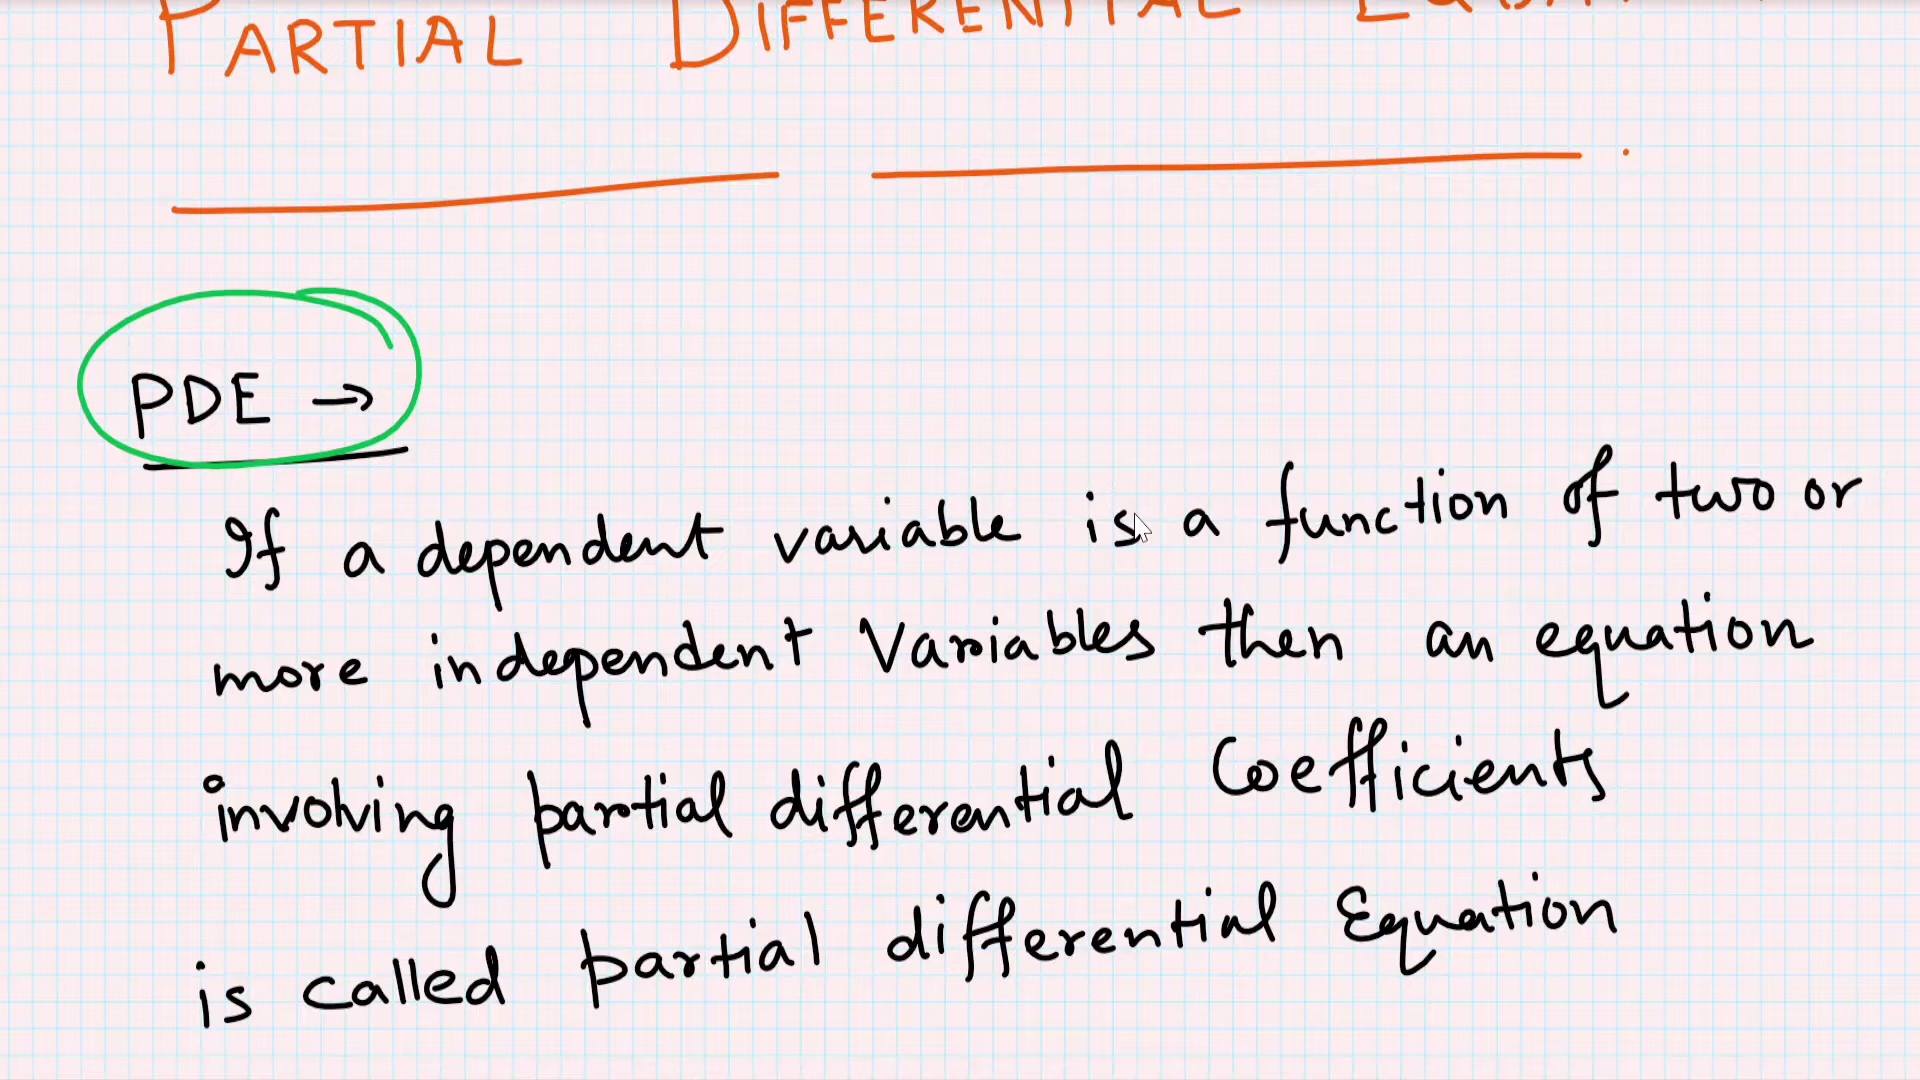 PARTIAL DIFFERENTIAL
PDE →
If a dependent variable is a function of two or
more independent Variables then an equation
involving partial differential Coefficients
is called partial differential Equation